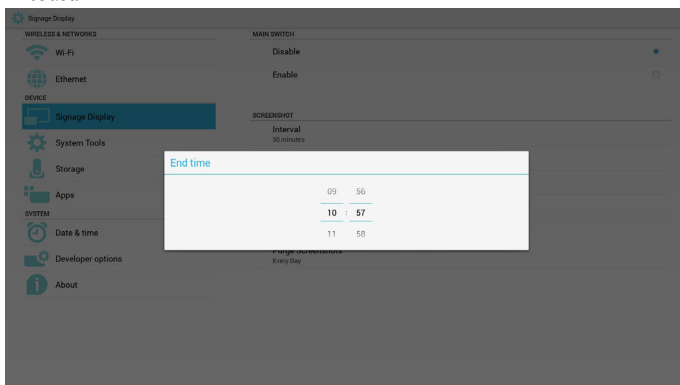 Signage Display
WIRELESS & NETWORKS
Wi-Fi
Ethernet
DEVICE
Signage Display
System Tools
Storage
Apps
SYSTEM
Date & time
Developer options
About
MAIN SWITCH
Disable
Enable
SCREENSHOT
Interval
30 minutes
End time
09 56
10 : 57
11 58
Purge Screenshots
Every Day